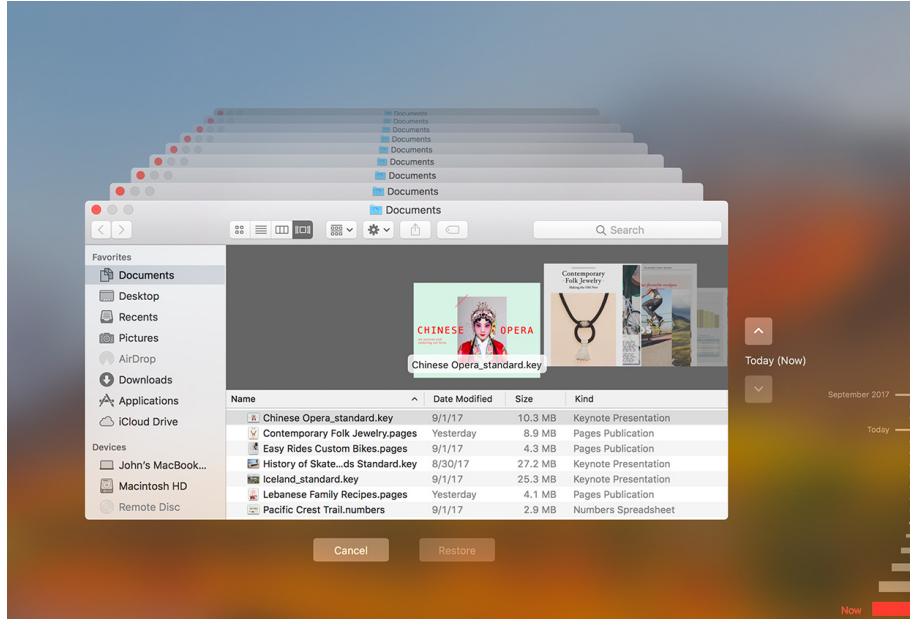 Documents
Documents
Documents
Documents
Documents
Documents
Documents
Documents
Documents
Search
Favorites
Documents
Desktop
Recents
Pictures
AirDrop
Downloads
Applications
iCloud Drive
Devices
John's MacBook...
Macintosh HD
Remote Disc
CHINESE OPERA
Chinese Opera_standard.key
Contemporary
· Folk Jewelry ·
Making the Old New
Name Date Modified Size Kind
Chinese Opera_standard.key 9/1/17 10.3 MB Keynote Presentation
Contemporary Folk Jewelry.pages Yesterday 8.9 MB Pages Publication
Easy Rides Custom Bikes.pages 9/1/17 4.3 MB Pages Publication
History of Skate...ds Standard.key 8/30/17 27.2 MB Keynote Presentation
Iceland_standard.key 9/1/17 25.3 MB Keynote Presentation
Lebanese Family Recipes.pages Yesterday 4.1 MB Pages Publication
Pacific Crest Trail.numbers 9/1/17 2.9 MB Numbers Spreadsheet
Today (Now)
September 2017
Today
Now
Cancel
Restore